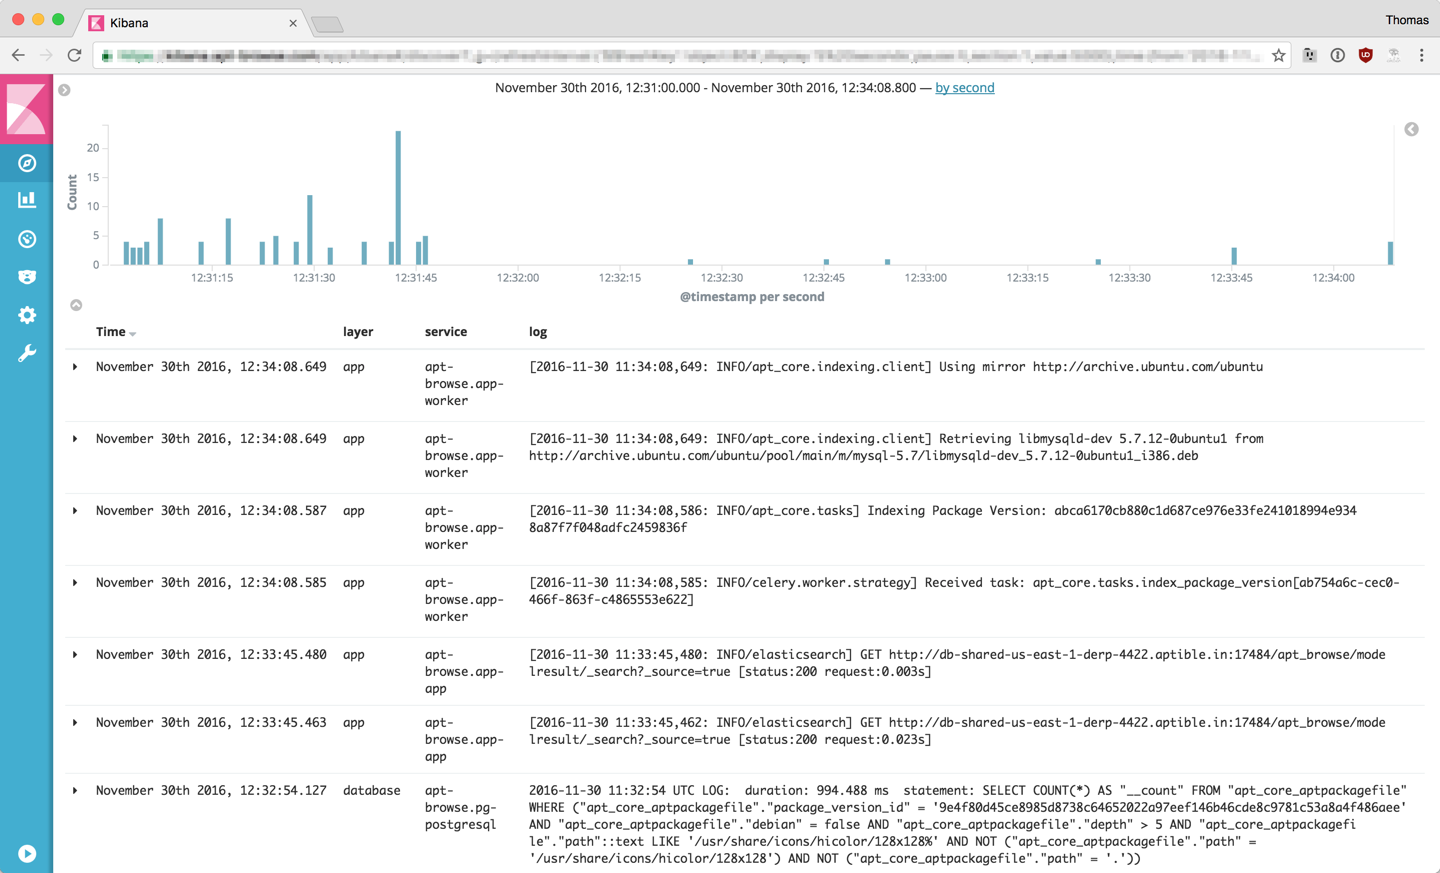 Kibana
Thomas
November 30th 2016, 12:31:00.000 - November 30th 2016, 12:34:08.800 — by second
20
15
10
5
0
Count
12:31:15 12:31:30 12:31:45 12:32:00 12:32:15 12:32:30 12:32:45 12:33:00 12:33:15 12:33:30 12:33:45 12:34:00
@timestamp per second
Time layer service log
November 30th 2016, 12:34:08.649 app apt- [2016-11-30 11:34:08,649: INFO/apt_core.indexing.client] Using mirror http://archive.ubuntu.com/ubuntu
browse.app-
worker
November 30th 2016, 12:34:08.649 app apt- [2016-11-30 11:34:08,649: INFO/apt_core.indexing.client] Retrieving libmysqld-dev 5.7.12-0ubuntu1 from
browse.app- http://archive.ubuntu.com/ubuntu/pool/main/m/mysql-5.7/libmysqld-dev_5.7.12-0ubuntu1_i386.deb
worker
November 30th 2016, 12:34:08.587 app apt- [2016-11-30 11:34:08,586: INFO/apt_core.tasks] Indexing Package Version: abca6170cb880c1d687ce976e33fe241018994e934
browse.app- 8a87f7f048adfc2459836f
worker
November 30th 2016, 12:34:08.585 app apt- [2016-11-30 11:34:08,585: INFO/celery.worker.strategy] Received task: apt_core.tasks.index_package_version[ab754a6c-cec0-
browse.app- 466f-863f-c4865553e622]
worker
November 30th 2016, 12:33:45.480 app apt- [2016-11-30 11:33:45,480: INFO/elasticsearch] GET http://db-shared-us-east-1-derp-4422.aptible.in:17484/apt_browse/mode
browse.app- lresult/_search?_source=true [status:200 request:0.003s]
app
November 30th 2016, 12:33:45.463 app apt- [2016-11-30 11:33:45,462: INFO/elasticsearch] GET http://db-shared-us-east-1-derp-4422.aptible.in:17484/apt_browse/mode
browse.app- lresult/_search?_source=true [status:200 request:0.023s]
app
November 30th 2016, 12:32:54.127 database apt- 2016-11-30 11:32:54 UTC LOG:  duration: 994.488 ms  statement: SELECT COUNT(*) AS "__count" FROM "apt_core_aptpackagefile"
browse.pg- WHERE ("apt_core_aptpackagefile"."package_version_id" = '9e4f80d45ce8985d8738c64652022a97eef146b46cde8c9781c53a8a4f486aee'
postgresql AND "apt_core_aptpackagefile"."debian" = false AND "apt_core_aptpackagefile"."depth" > 5 AND "apt_core_aptpackagefi
le"."path"::text LIKE '/usr/share/icons/hicolor/128x128%' AND NOT ("apt_core_aptpackagefile"."path" =
'/usr/share/icons/hicolor/128x128') AND NOT ("apt_core_aptpackagefile"."path" = '.'))